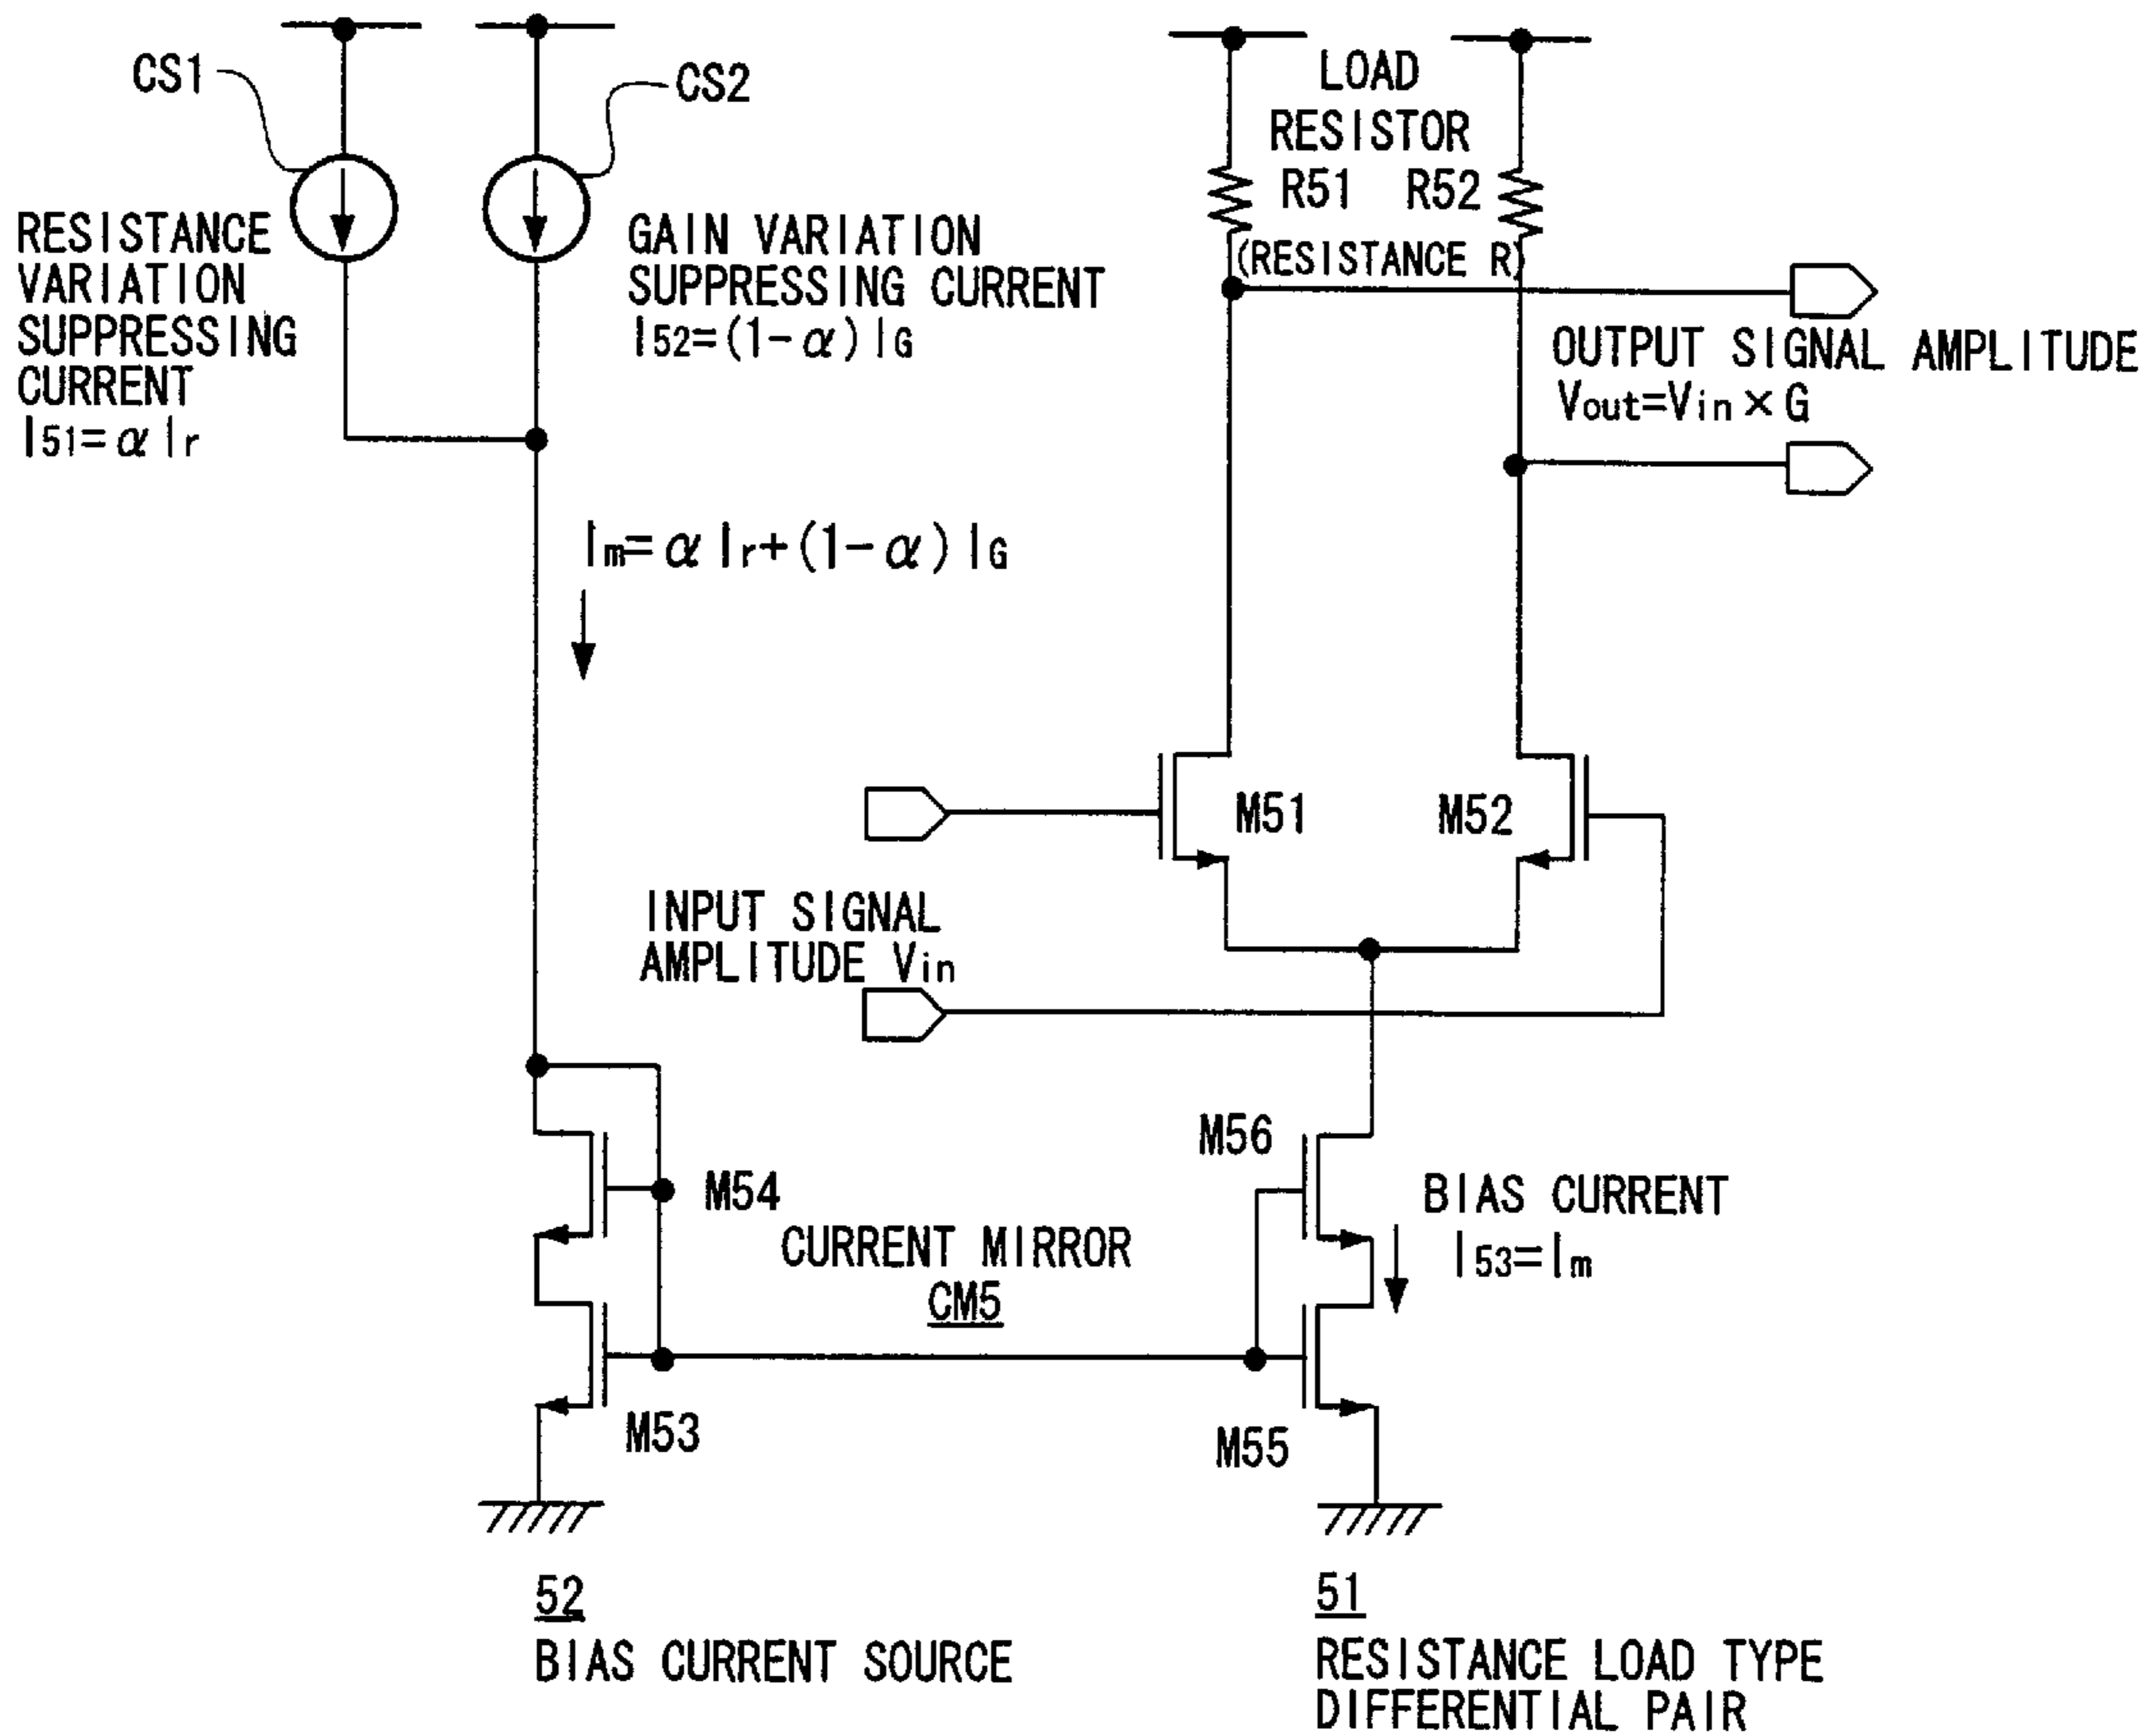 CS1
CS2
RESISTANCE
VARIATION
SUPPRESSING
CURRENT
I51=α Ir
GAIN VARIATION
SUPPRESSING CURRENT
I52=(1-α) IG
LOAD
RESISTOR
R51
R52
(RESISTANCE R)
OUTPUT SIGNAL AMPLITUDE
Vout=Vin×G
Im=α Ir+(1-α) IG
M51
M52
INPUT SIGNAL
AMPLITUDE Vin
M54
M56
CURRENT MIRROR
CM5
BIAS CURRENT
I53=Im
M53
M55
52
BIAS CURRENT SOURCE
51
RESISTANCE LOAD TYPE
DIFFERENTIAL PAIR